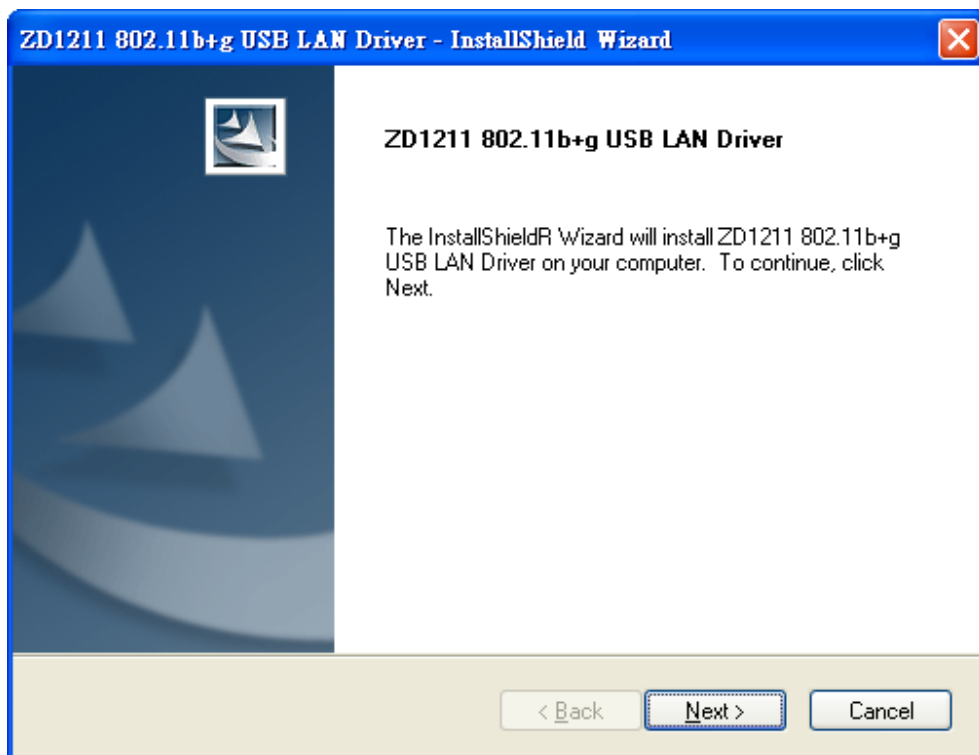 ZD1211 802.11b+g USB LAN Driver - InstallShield Wizard
ZD1211 802.11b+g USB LAN Driver
The InstallShieldR Wizard will install ZD1211 802.11b+g
USB LAN Driver on your computer. To continue, click
Next.
< Back
Next >
Cancel